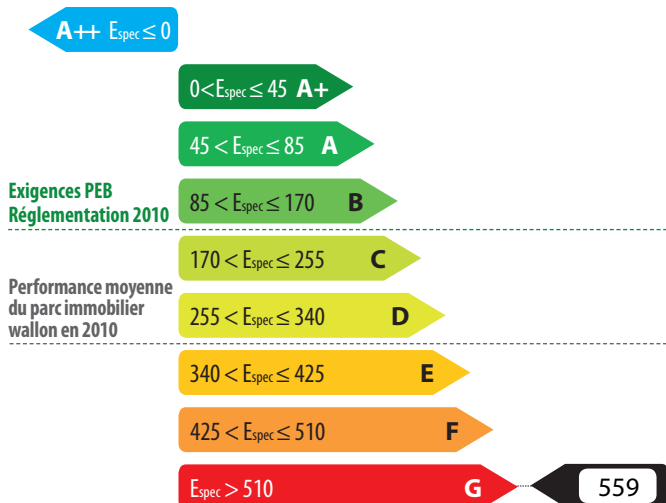 A++ Espec ≤ 0
0<Espec ≤ 45 A+
45 < Espec ≤ 85 A
Exigences PEB
Réglementation 2010
85 < Espec ≤ 170 B
170 < Espec ≤ 255 C
Performance moyenne
du parc immobilier
wallon en 2010
255 < Espec ≤ 340 D
340 < Espec ≤ 425 E
425 < Espec ≤ 510 F
Espec > 510 G 559